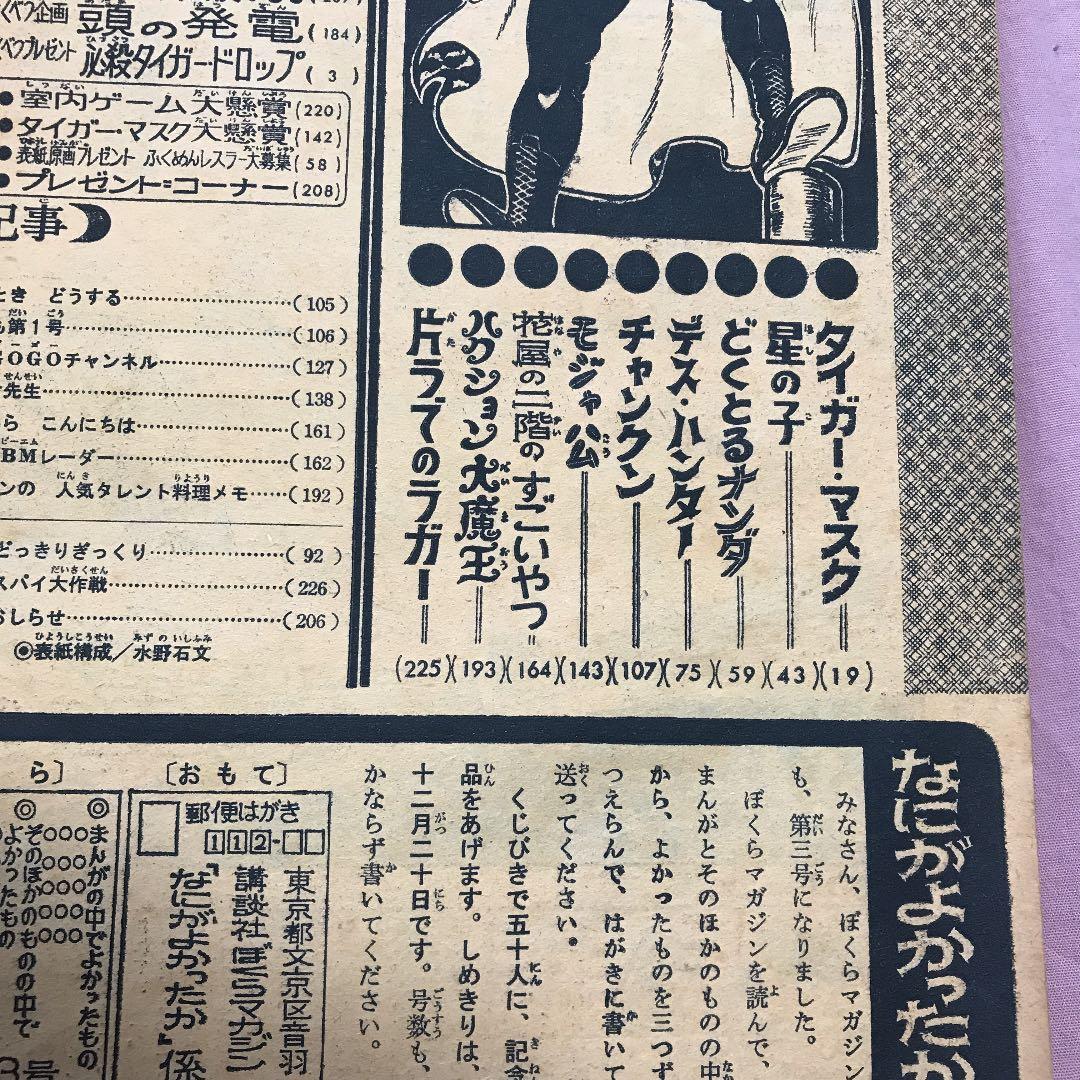 企画 頭の発電 (184)
プレゼント 必殺タイガードロップ (3)
●室内ゲーム大懸賞 (220)
●タイガー・マスク大懸賞 (142)
●表紙原画プレゼント ふくめんレスラー大募集 (58)
●プレゼント=コーナー (208)
記事
とき どうする (105)
第1号 (106)
GOGOチャンネル (127)
先生 (138)
ら こんにちは (161)
BMレーダー (162)
ンの 人気タレント料理メモ (192)
どっきりぎっくり (92)
スパイ大作戦 (226)
おしらせ (206)
◎表紙構成/水野石文
タイガー・マスク (19)
星の子 (43)
どくとるナンダ (59)
デス・ハンター (75)
チャンクン (107)
モジャ公 (143)
花屋の二階のすごいやつ (164)
ハクション大魔王 (193)
片うでのラガー (225)
なにがよかったか
みなさん、ぼくらマガジン
も、第三号になりました。
ぼくらマガジンを読んで、
まんがとそのほかのものの中
から、よかったものを三つず
つえらんで、はがきに書いて
送ってください。
くじびきで五十人に、記念
品をあげます。しめきりは、
十二月二十日です。号数も、
かならず書いてください。
〔おもて〕
郵便はがき
112-□□
東京都文京区音羽
講談社ぼくらマガジン
『なにがよかったか』係
ら〕
◎まんがの中でよかったもの
○○○
○○○
○○○
○○○
○○○
◎そのほかのものの中で
よかったもの
3号